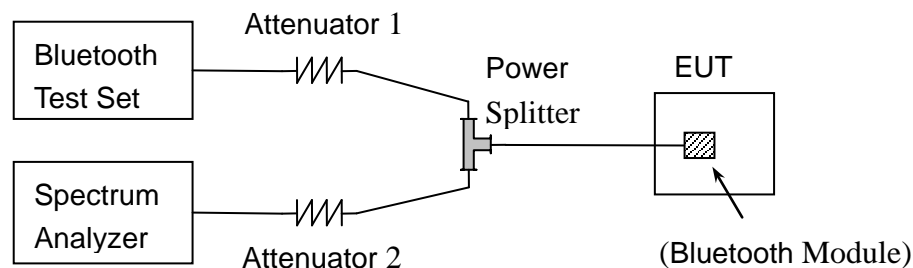 Attenuator 1
Bluetooth
Test Set
Power
Splitter
EUT
Spectrum
Analyzer
Attenuator 2
(Bluetooth Module)